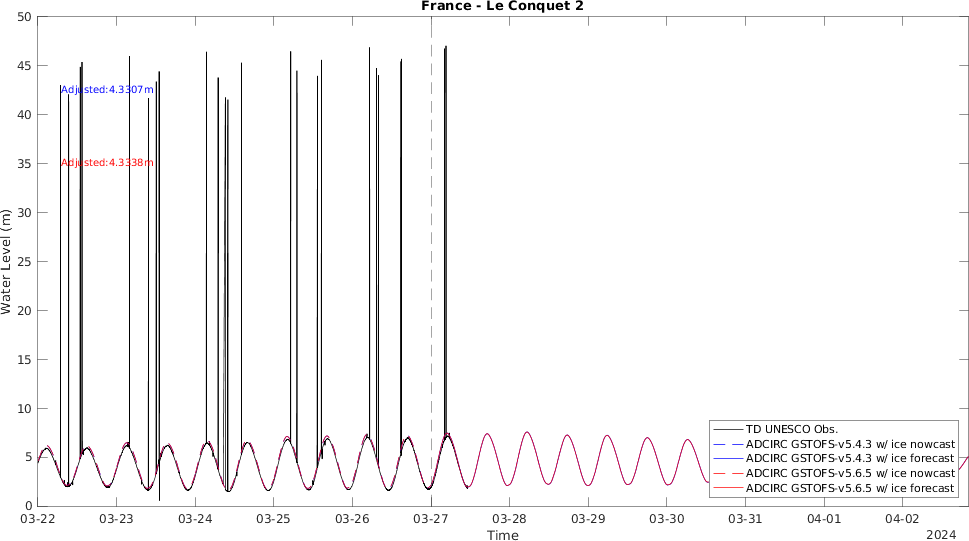 France - Le Conquet 2
50
45
40
35
30
25
20
15
10
5
0
Water Level (m)
Adjusted:4.3307m
Adjusted:4.3338m
TD UNESCO Obs.
ADCIRC GSTOFS-v5.4.3 w/ ice nowcast
ADCIRC GSTOFS-v5.4.3 w/ ice forecast
ADCIRC GSTOFS-v5.6.5 w/ ice nowcast
ADCIRC GSTOFS-v5.6.5 w/ ice forecast
03-22 03-23 03-24 03-25 03-26 03-27 03-28 03-29 03-30 03-31 04-01 04-02
Time
2024